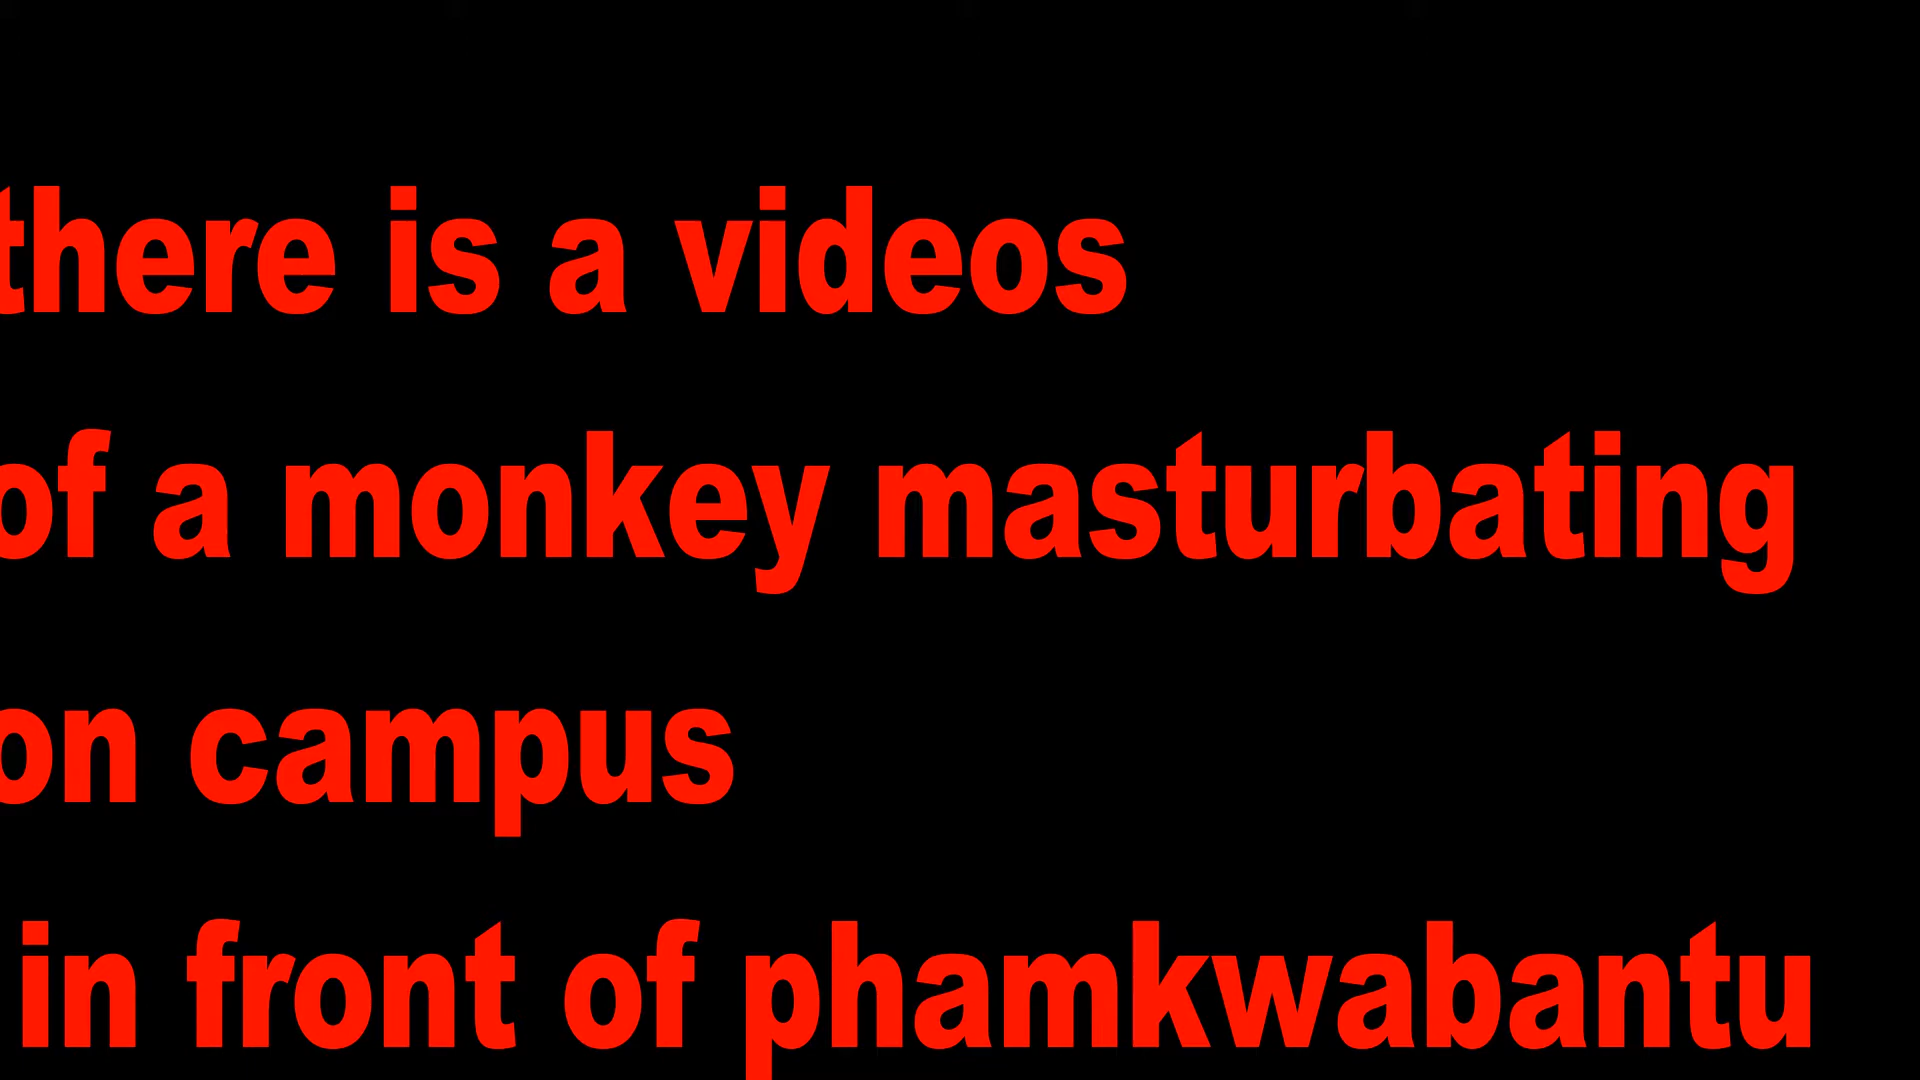 there is a videos
of a monkey masturbating
on campus
in front of phamkwabantu